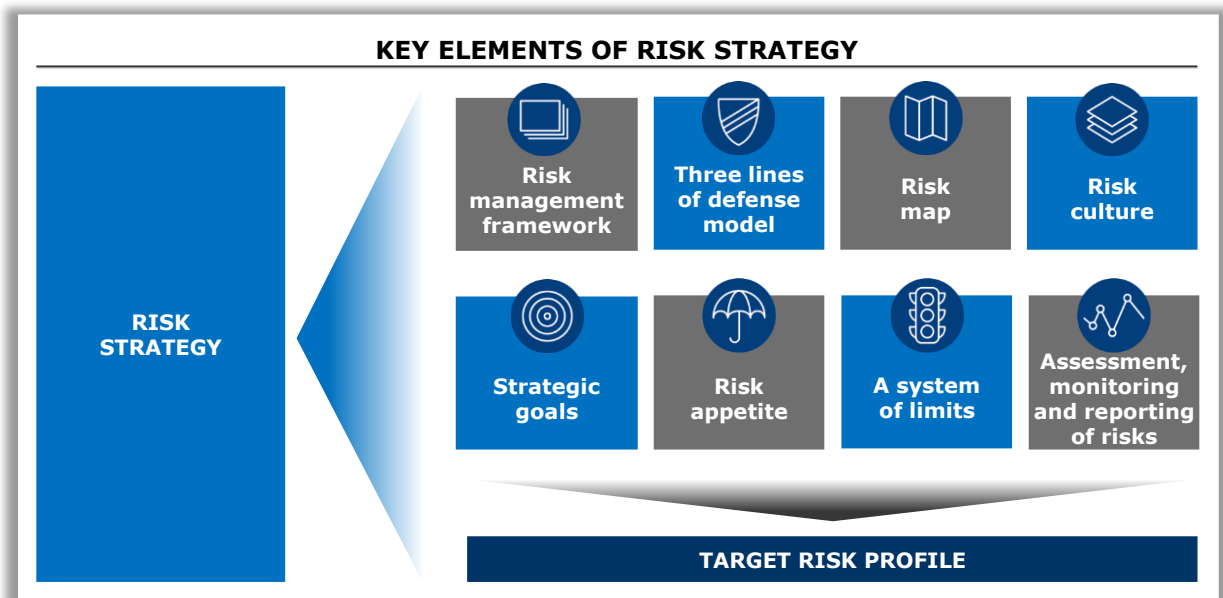 KEY ELEMENTS OF RISK STRATEGY
RISK
STRATEGY
Risk
management
framework
Three lines
of defense
model
Risk
map
Risk
culture
Strategic
goals
Risk
appetite
A system
of limits
Assessment,
monitoring
and reporting
of risks
TARGET RISK PROFILE